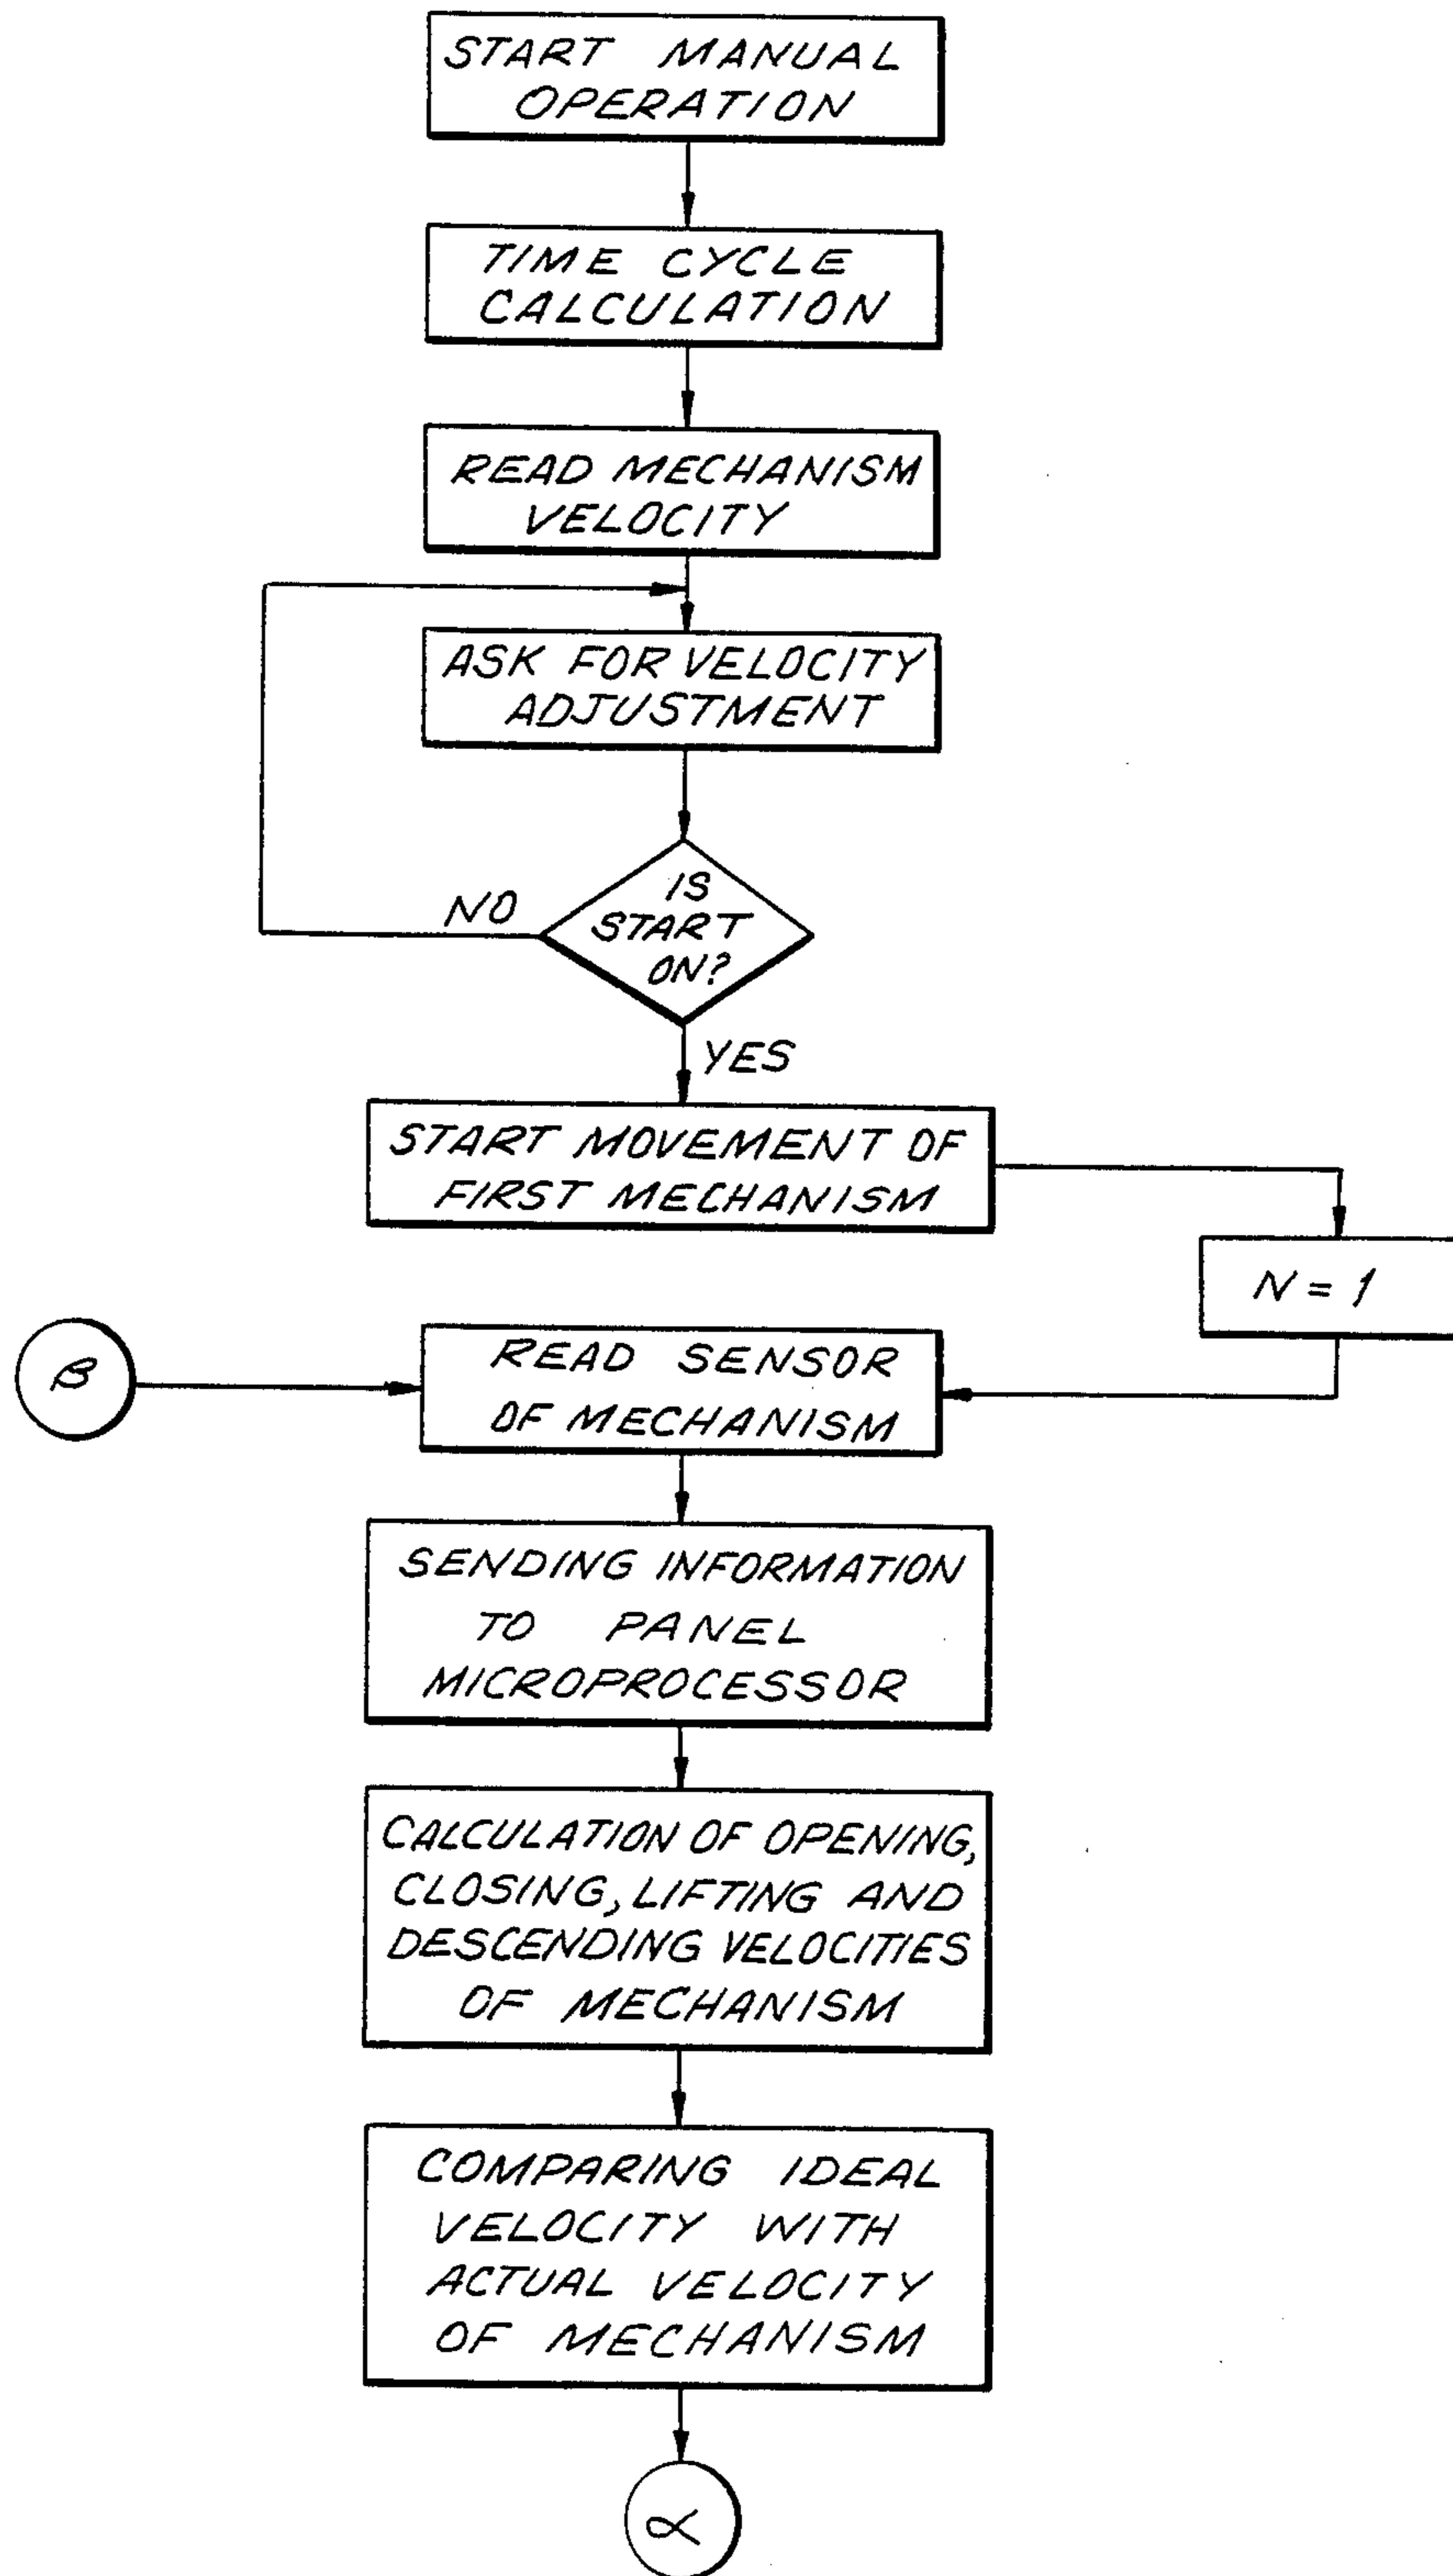 START MANUAL
OPERATION
TIME CYCLE
CALCULATION
READ MECHANISM
VELOCITY
ASK FOR VELOCITY
ADJUSTMENT
IS
START
ON?
NO
YES
START MOVEMENT OF
FIRST MECHANISM
N = 1
β
READ SENSOR
OF MECHANISM
SENDING INFORMATION
TO PANEL
MICROPROCESSOR
CALCULATION OF OPENING,
CLOSING, LIFTING AND
DESCENDING VELOCITIES
OF MECHANISM
COMPARING IDEAL
VELOCITY WITH
ACTUAL VELOCITY
OF MECHANISM
α